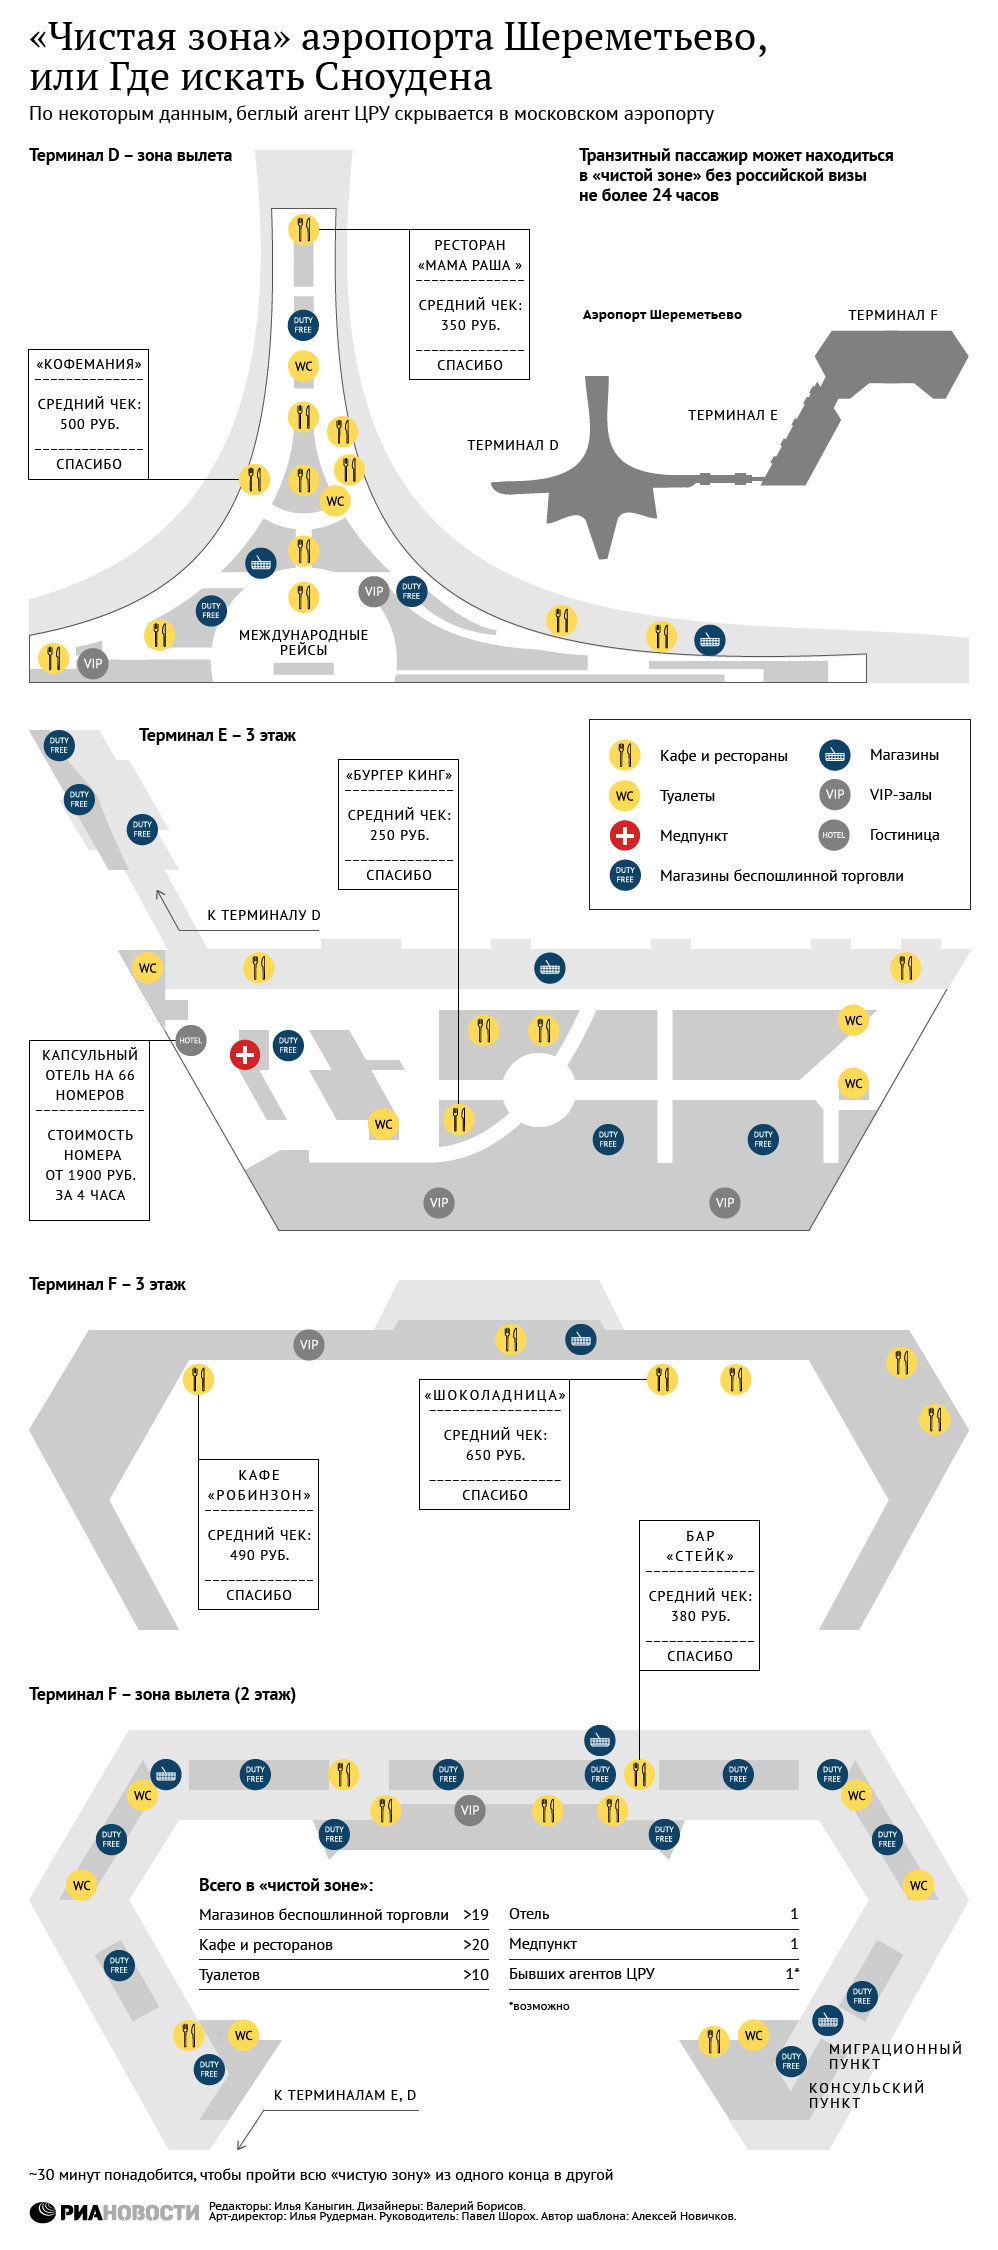 «Чистая зона» аэропорта Шереметьево,
или Где искать Сноудена
По некоторым данным, беглый агент ЦРУ скрывается в московском аэропорту
Терминал D – зона вылета
Транзитный пассажир может находиться
в «чистой зоне» без российской визы
не более 24 часов
РЕСТОРАН
«МАМА РАША »
СРЕДНИЙ ЧЕК:
350 РУБ.
СПАСИБО
DUTY
FREE
WC
«КОФЕМАНИЯ»
СРЕДНИЙ ЧЕК:
500 РУБ.
СПАСИБО
WC
VIP
DUTY
FREE
DUTY
FREE
МЕЖДУНАРОДНЫЕ
РЕЙСЫ
VIP
Аэропорт Шереметьево
ТЕРМИНАЛ F
ТЕРМИНАЛ E
ТЕРМИНАЛ D
Терминал E – 3 этаж
DUTY
FREE
DUTY
FREE
DUTY
FREE
«БУРГЕР КИНГ»
СРЕДНИЙ ЧЕК:
250 РУБ.
СПАСИБО
Кафе и рестораны
Магазины
WC
Туалеты
VIP
VIP-залы
Медпункт
HOTEL
Гостиница
DUTY
FREE
Магазины беспошлинной торговли
К ТЕРМИНАЛУ D
WC
WC
HOTEL
DUTY
FREE
WC
WC
DUTY
FREE
DUTY
FREE
VIP
VIP
КАПСУЛЬНЫЙ
ОТЕЛЬ НА 66
НОМЕРОВ
СТОИМОСТЬ
НОМЕРА
ОТ 1900 РУБ.
ЗА 4 ЧАСА
Терминал F – 3 этаж
VIP
«ШОКОЛАДНИЦА»
СРЕДНИЙ ЧЕК:
650 РУБ.
СПАСИБО
КАФЕ
«РОБИНЗОН»
СРЕДНИЙ ЧЕК:
490 РУБ.
СПАСИБО
БАР
«СТЕЙК»
СРЕДНИЙ ЧЕК:
380 РУБ.
СПАСИБО
Терминал F – зона вылета (2 этаж)
DUTY
FREE
DUTY
FREE
DUTY
FREE
DUTY
FREE
DUTY
FREE
WC
WC
VIP
DUTY
FREE
DUTY
FREE
DUTY
FREE
DUTY
FREE
WC
WC
Всего в «чистой зоне»:
Магазинов беспошлинной торговли >19
Кафе и ресторанов >20
Туалетов >10
Отель 1
Медпункт 1
Бывших агентов ЦРУ 1*
*возможно
DUTY
FREE
DUTY
FREE
WC
WC
DUTY
FREE
DUTY
FREE
МИГРАЦИОННЫЙ
ПУНКТ
КОНСУЛЬСКИЙ
ПУНКТ
К ТЕРМИНАЛАМ E, D
~30 минут понадобится, чтобы пройти всю «чистую зону» из одного конца в другой
РИАНОВОСТИ
Редакторы: Илья Каныгин. Дизайнеры: Валерий Борисов.
Арт-директор: Илья Рудерман. Руководитель: Павел Шорох. Автор шаблона: Алексей Новичков.